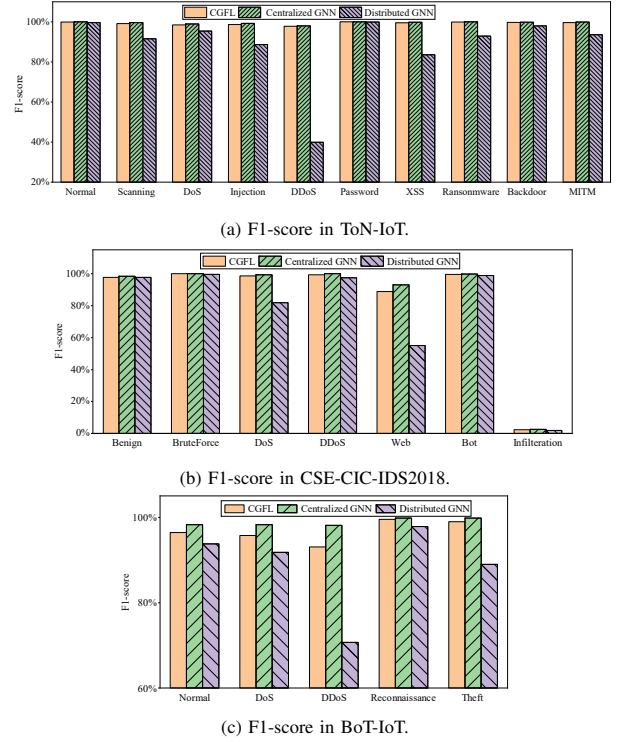 CGFL Centralized GNN Distributed GNN
100%
80%
60%
40%
20%
F1-score
Normal Scanning DoS Injection DDoS Password XSS Ransonmware Backdoor MITM
(a) F1-score in ToN-IoT.
CGFL Centralized GNN Distributed GNN
100%
80%
60%
40%
20%
0%
F1-score
Benign BruteForce DoS DDoS Web Bot Infilteration
(b) F1-score in CSE-CIC-IDS2018.
CGFL Centralized GNN Distributed GNN
100%
80%
60%
F1-score
Normal DoS DDoS Reconnaissance Theft
(c) F1-score in BoT-IoT.